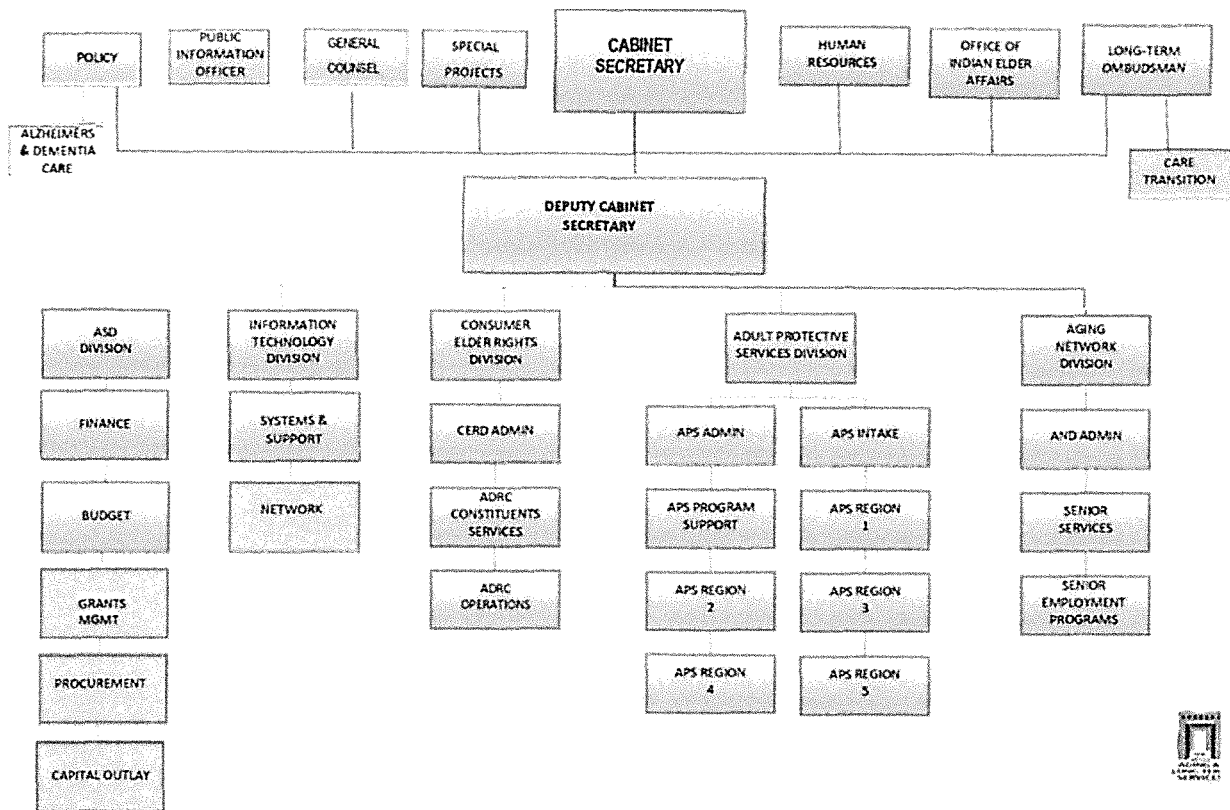 POLICY
PUBLIC
INFORMATION
OFFICER
GENERAL
COUNSEL
SPECIAL
PROJECTS
CABINET
SECRETARY
HUMAN
RESOURCES
OFFICE OF
INDIAN ELDER
AFFAIRS
LONG-TERM
OMBUDSMAN
ALZHEIMERS
& DEMENTIA
CARE
CARE
TRANSITION
DEPUTY CABINET
SECRETARY
ASD
DIVISION
INFORMATION
TECHNOLOGY
DIVISION
CONSUMER
ELDER RIGHTS
DIVISION
ADULT PROTECTIVE
SERVICES DIVISION
AGING
NETWORK
DIVISION
FINANCE
SYSTEMS &
SUPPORT
CERD ADMIN
APS ADMIN
APS INTAKE
AND ADMIN
BUDGET
NETWORK
ADRC
CONSTITUENTS
SERVICES
APS PROGRAM
SUPPORT
APS REGION
1
SENIOR
SERVICES
GRANTS
MGMT
ADRC
OPERATIONS
APS REGION
2
APS REGION
3
SENIOR
EMPLOYMENT
PROGRAMS
PROCUREMENT
APS REGION
4
APS REGION
5
CAPITAL OUTLAY
AGING &
LONG-TERM